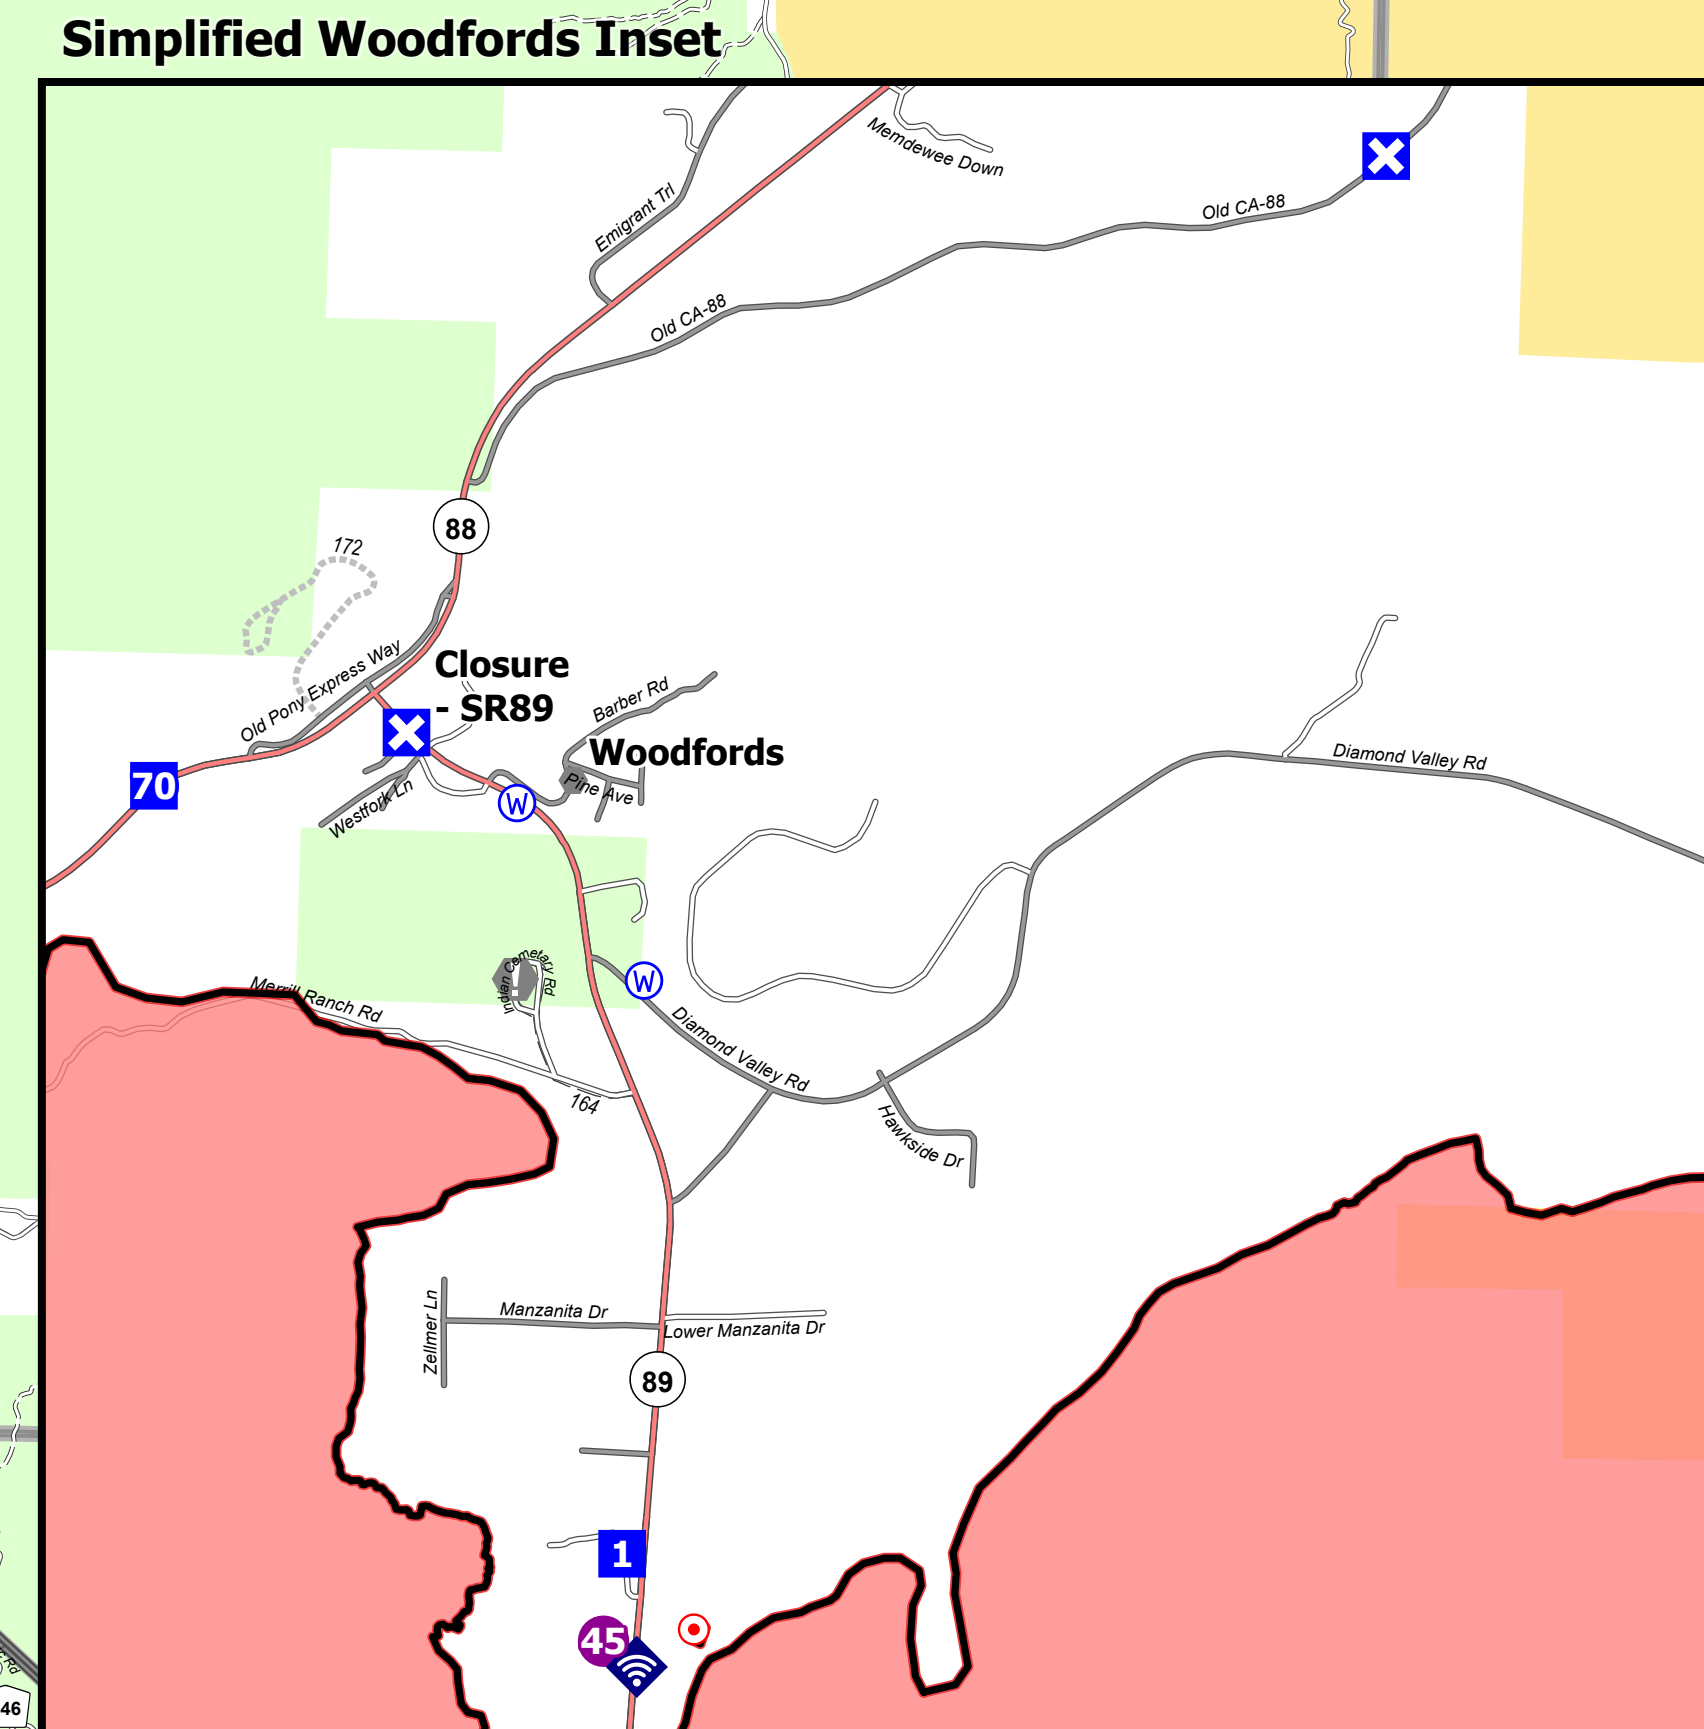 Simplified Woodfords Inset
Memdewee Down
Emigrant Trl
Old CA-88
Old CA-88
88
172
Old Pony Express Way
Closure
- SR89
Barber Rd
Woodfords
Diamond Valley Rd
70
Pine Ave
Westfork Ln
W
W
Indian Cemetary Rd
Merrill Ranch Rd
Diamond Valley Rd
164
Hawkside Dr
Zellmer Ln
Manzanita Dr
Lower Manzanita Dr
89
1
45
Rd
46